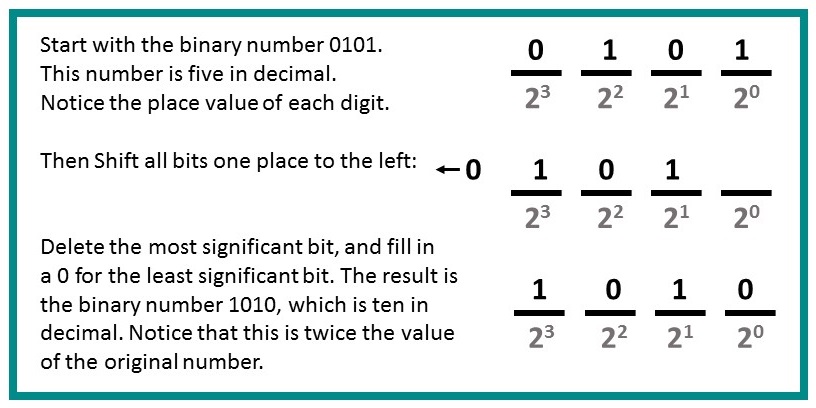 Start with the binary number 0101.
This number is five in decimal.
Notice the place value of each digit.
0 1 0 1
2³ 2² 2¹ 2⁰
Then Shift all bits one place to the left:
←0 1 0 1
2³ 2² 2¹ 2⁰
Delete the most significant bit, and fill in
a 0 for the least significant bit. The result is
the binary number 1010, which is ten in
decimal. Notice that this is twice the value
of the original number.
1 0 1 0
2³ 2² 2¹ 2⁰